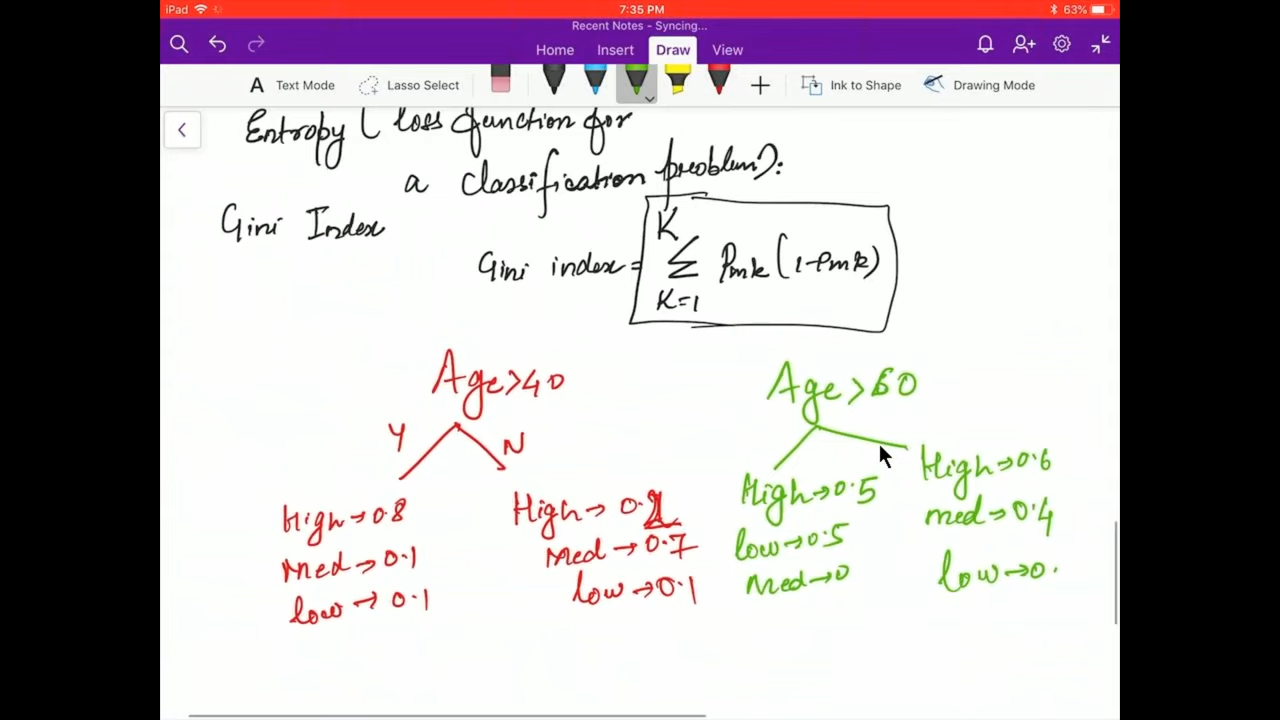 iPad
7:35 PM
63%
Recent Notes - Syncing...
Home Insert Draw View
A Text Mode Lasso Select Ink to Shape Drawing Mode
Entropy ( loss function for
a classification problem).
Gini Index
Gini index = K Σ K=1 Pmk (1-Pmk)
Age>40
Y N
High→0.8
Med→0.1
low→0.1
High→0.2
Med→0.7
low→0.1
Age>60
High→0.5
low→0.5
Med→0
High→0.6
med→0.4
low→0.